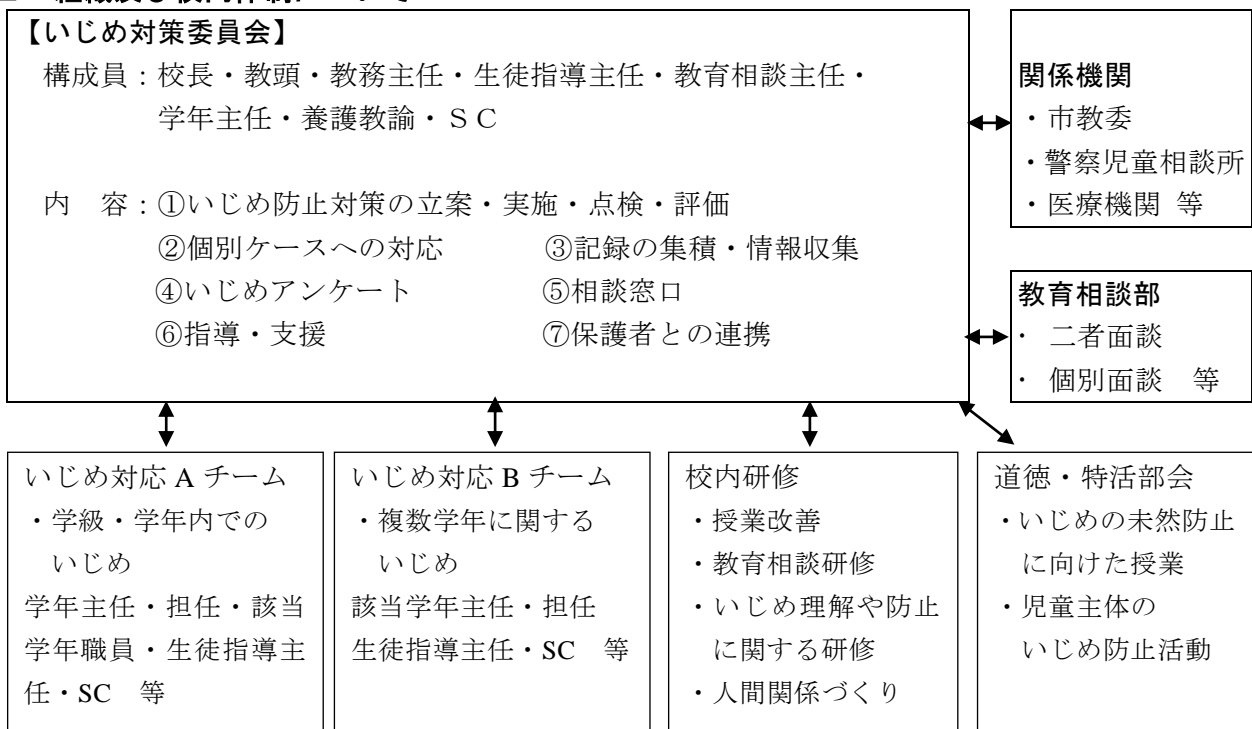 【いじめ対策委員会】
構成員：校長・教頭・教務主任・生徒指導主任・教育相談主任・
学年主任・養護教諭・ＳＣ
内　容：①いじめ防止対策の立案・実施・点検・評価
②個別ケースへの対応　③記録の集積・情報収集
④いじめアンケート　⑤相談窓口
⑥指導・支援　⑦保護者との連携
関係機関
・市教委
・警察児童相談所
・医療機関 等
教育相談部
・ 二者面談
・ 個別面談　等
いじめ対応 A チーム
・学級・学年内での
いじめ
学年主任・担任・該当
学年職員・生徒指導主
任・SC　等
いじめ対応 B チーム
・複数学年に関する
いじめ
該当学年主任・担任
生徒指導主任・SC　等
校内研修
・授業改善
・教育相談研修
・いじめ理解や防止
に関する研修
・人間関係づくり
道徳・特活部会
・いじめの未然防止
に向けた授業
・児童主体の
いじめ防止活動